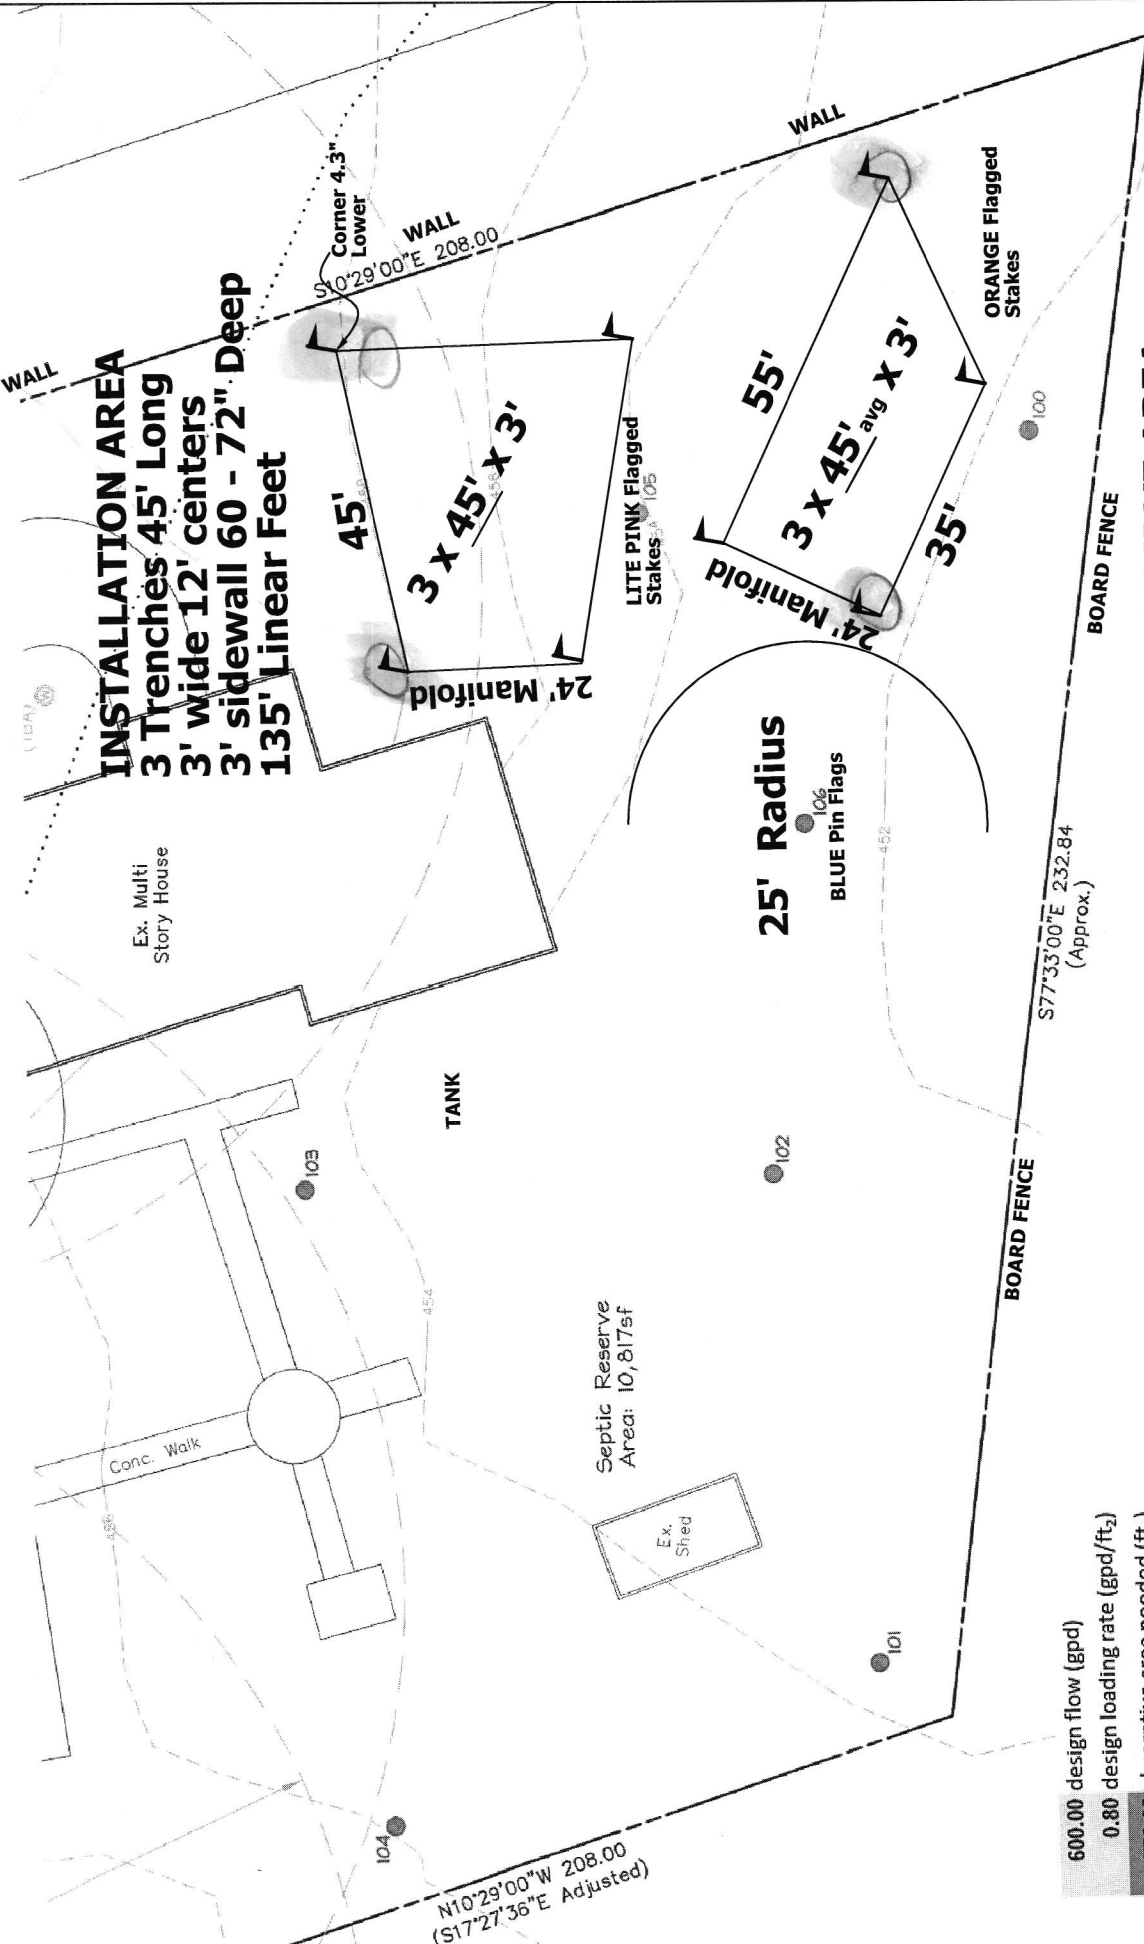 INSTALLATION AREA
3 Trenches 45' Long
3' wide 12' centers
3' sidewall 60 - 72" Deep
135' Linear Feet
WALL
Corner 4.3"
Lower
WALL
S10°29'00"E 208.00
WALL
45'
3 x 45' x 3'
24' Manifold
LITE PINK Flagged
Stakes
105
458
55'
3 x 45' avg x 3'
35'
24' Manifold
ORANGE Flagged
Stakes
100
BOARD FENCE
25' Radius
106
BLUE Pin Flags
452
S77°33'00"E 232.84
(Approx.)
Ex. Multi
Story House
W
TANK
103
102
BOARD FENCE
454
Septic Reserve
Area: 10,817sf
Conc. Walk
456
Ex.
Shed
101
104
N10°29'00"W 208.00
(S17°27'36"E Adjusted)
600.00 design flow (gpd)
0.80 design loading rate (gpd/ft₂)